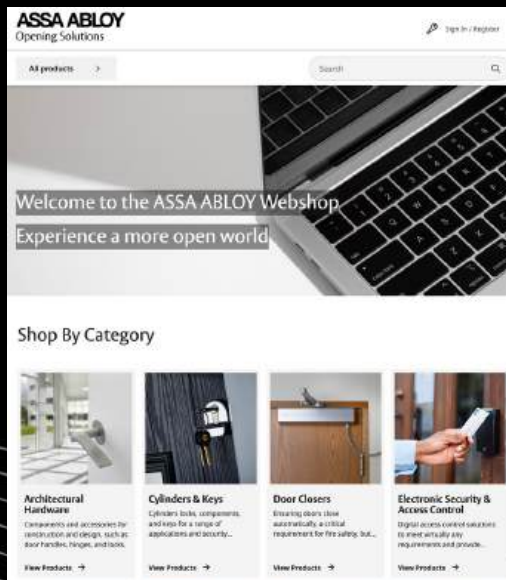 ASSA ABLOY
Opening Solutions
Sign In / Register
All products
Search
Welcome to the ASSA ABLOY Webshop
Experience a more open world
Shop By Category
Architectural
Hardware
Components and accessories for
construction and design, such as
door handles, hinges, and locks.
View Products
Cylinders & Keys
Cylinders locks, components,
and keys for a range of
applications and security...
View Products
Door Closers
Ensuring doors close
automatically, a critical
requirement for fire safety, but...
View Products
Electronic Security &
Access Control
Digital access control solutions
to meet virtually any
requirements and provide...
View Products